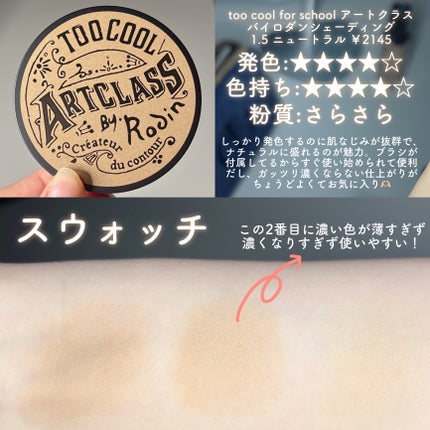 TOO COOL
ARTCLASS
By. Rodin
Créateur
du contour
too cool for school アートクラス
バイロダンシェーディング
1.5 ニュートラル ¥2145
発色:★★★★☆
色持ち:★★★★☆
粉質:さらさら
しっかり発色するのに肌なじみが抜群で、
ナチュラルに盛れるのが魅力。ブラシが
付属してるからすぐ使い始められて便利
だし、ガッツリ濃くならない仕上がりが
ちょうどよくてお気に入り🫶🏻
スウォッチ
この2番目に濃い色が薄すぎず
濃くなりすぎず使いやすい！